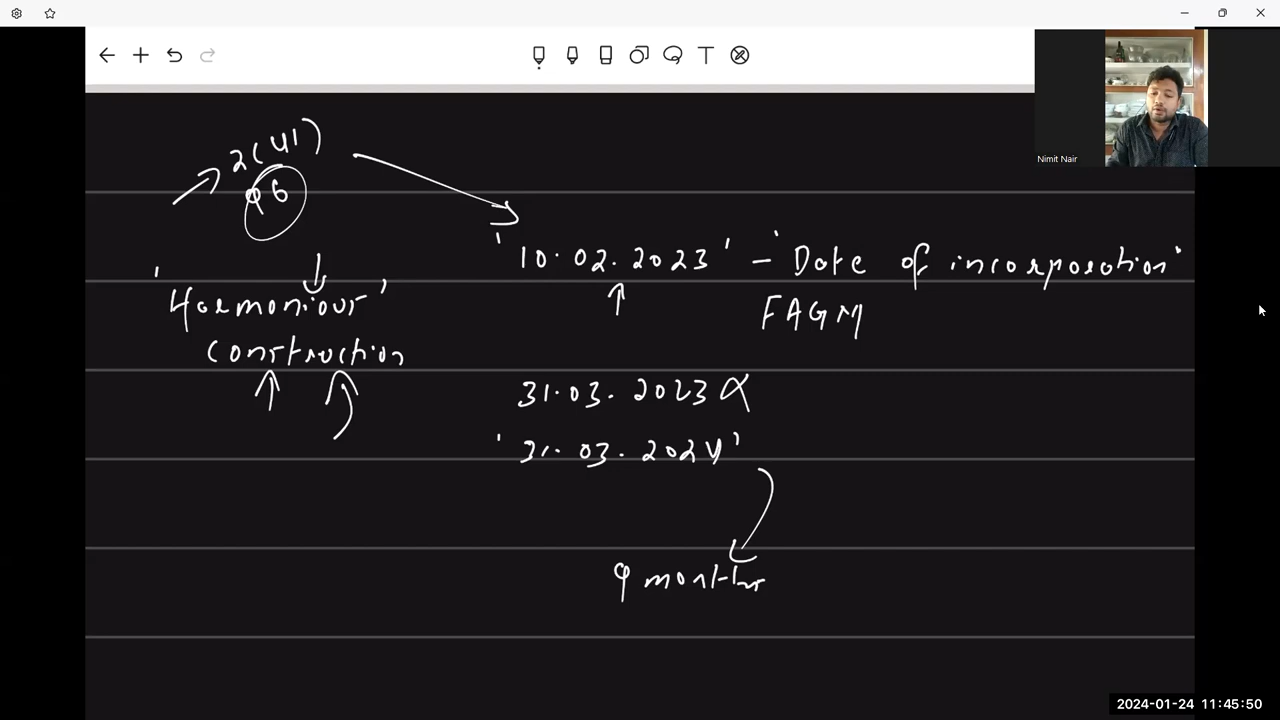 Nimit Nair
2(41)
96
'10.02.2023' - 'Date of incorporation'
'Harmoniour'
FAGM
construction
31.03.2023
'31.03.2024'
9 months
2024-01-24 11:45:50